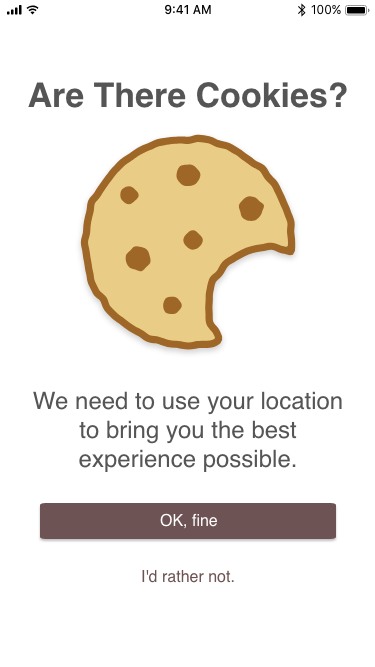 9:41 AM 100%
Are There Cookies?
We need to use your location
to bring you the best
experience possible.
OK, fine
I'd rather not.